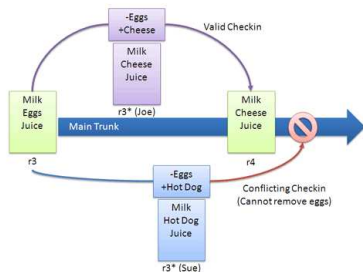 -Eggs
+Cheese
Valid Checkin
Milk
Cheese
Juice
r3* (Joe)
Milk
Eggs
Juice
Main Trunk
Milk
Cheese
Juice
r3
r4
-Eggs
+Hot Dog
Conflicting Checkin
(Cannot remove eggs)
Milk
Hot Dog
Juice
r3* (Sue)